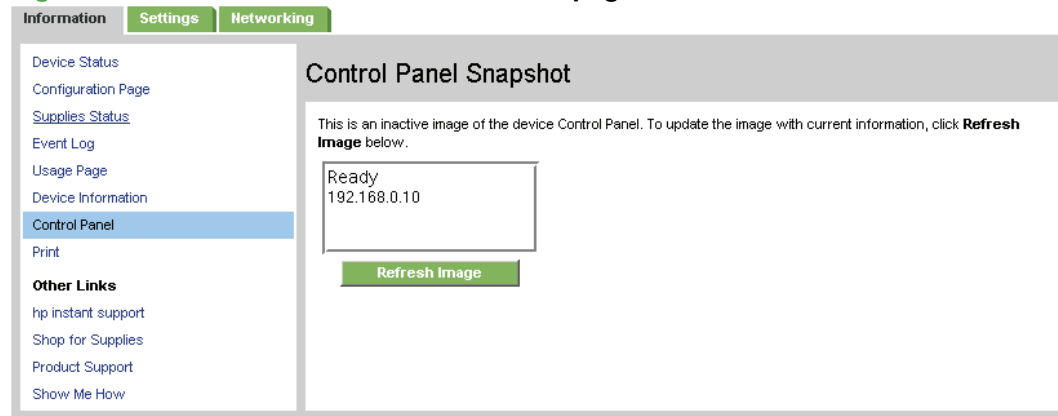 Information Settings Networking
Device Status
Configuration Page
Supplies Status
Event Log
Usage Page
Device Information
Control Panel
Print
Other Links
hp instant support
Shop for Supplies
Product Support
Show Me How
Control Panel Snapshot
This is an inactive image of the device Control Panel. To update the image with current information, click Refresh
Image below.
Ready
192.168.0.10
Refresh Image